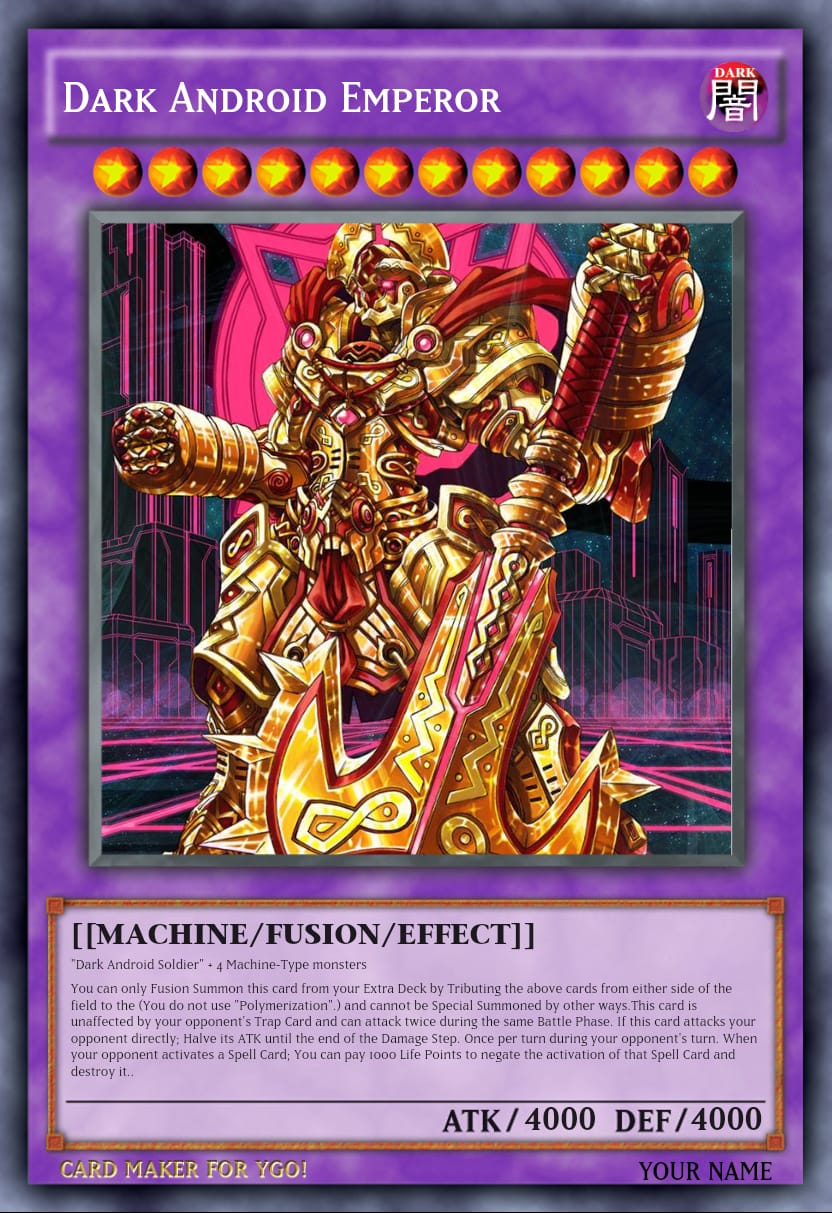 Dark Android Emperor
DARK
闇
[[MACHINE/FUSION/EFFECT]]
"Dark Android Soldier" + 4 Machine-Type monsters
You can only Fusion Summon this card from your Extra Deck by Tributing the above cards from either side of the
field to the (You do not use "Polymerization".) and cannot be Special Summoned by other ways.This card is
unaffected by your opponent's Trap Card and can attack twice during the same Battle Phase. If this card attacks your
opponent directly; Halve its ATK until the end of the Damage Step. Once per turn during your opponent's turn. When
your opponent activates a Spell Card; You can pay 1000 Life Points to negate the activation of that Spell Card and
destroy it..
ATK/4000 DEF/4000
CARD MAKER FOR YGO!
YOUR NAME